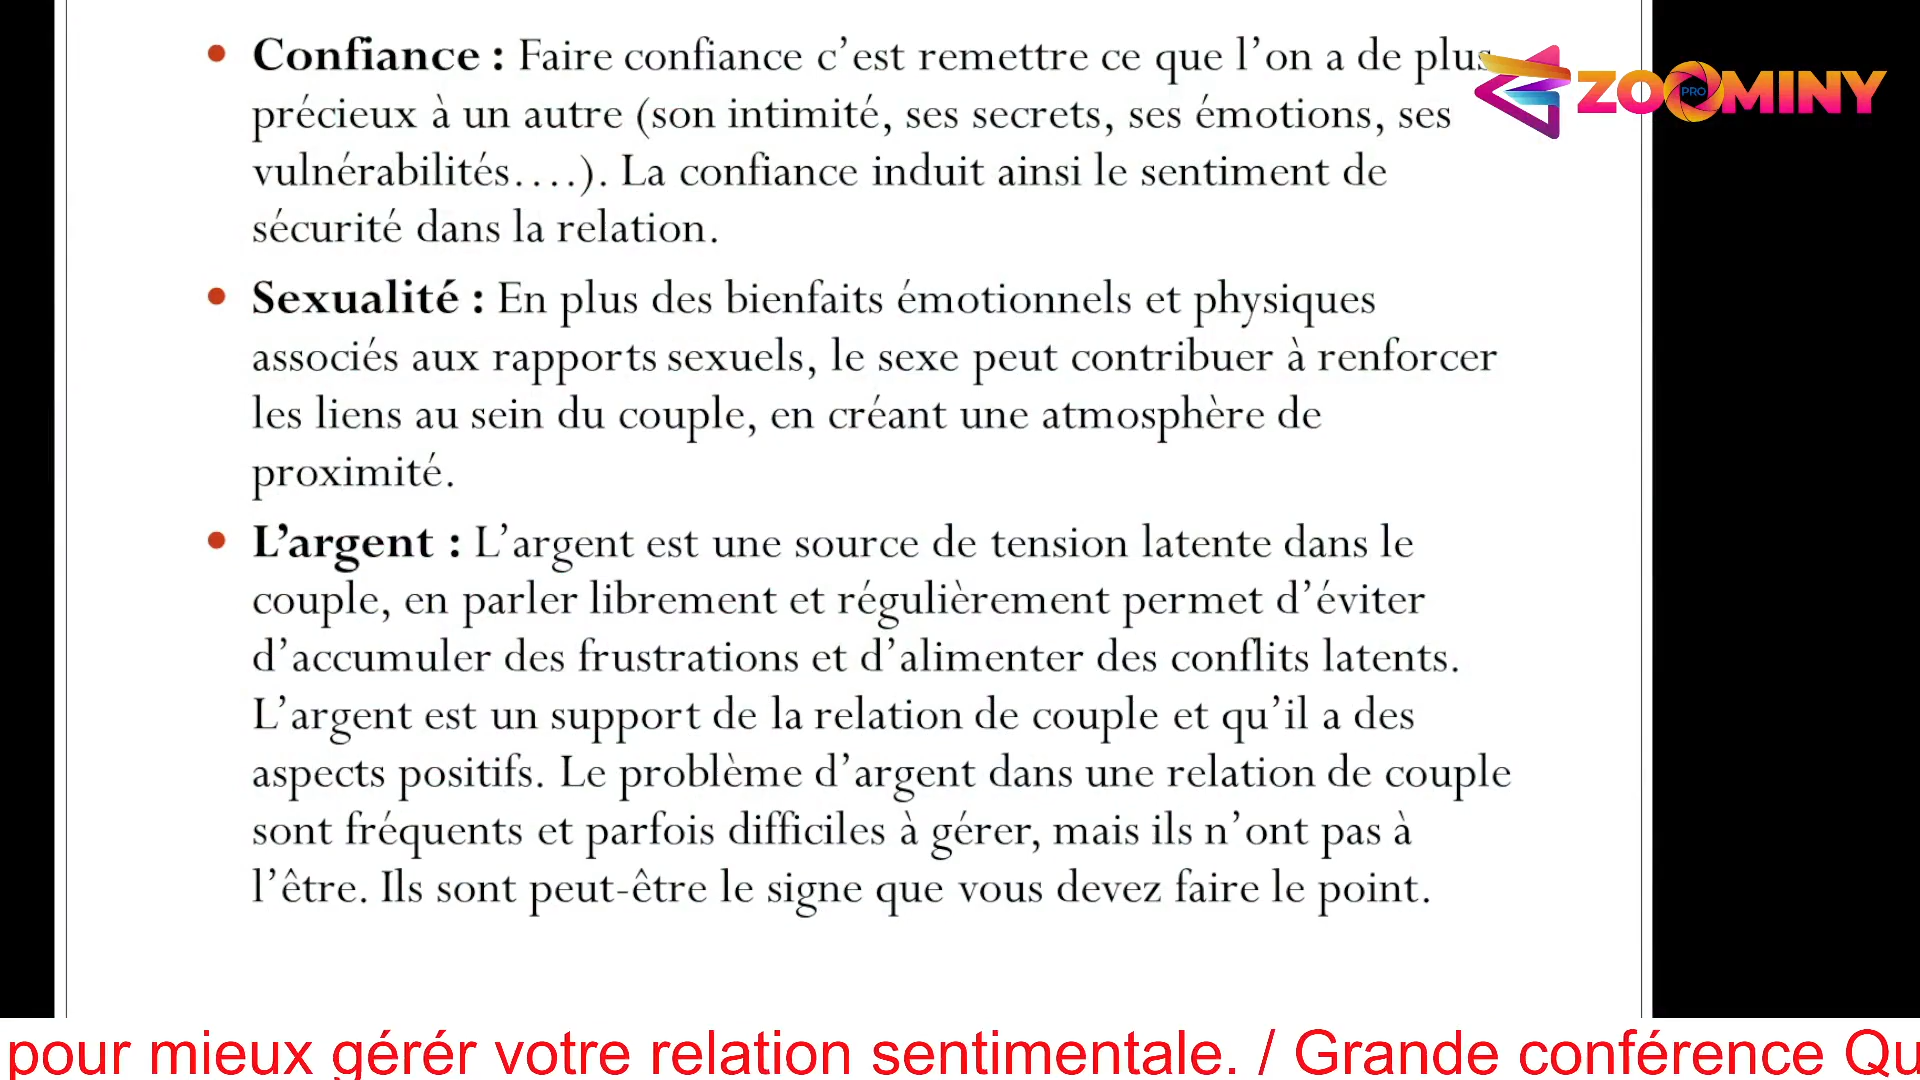 • Confiance : Faire confiance c’est remettre ce que l’on a de plus
précieux à un autre (son intimité, ses secrets, ses émotions, ses
vulnérabilités….). La confiance induit ainsi le sentiment de
sécurité dans la relation.
• Sexualité : En plus des bienfaits émotionnels et physiques
associés aux rapports sexuels, le sexe peut contribuer à renforcer
les liens au sein du couple, en créant une atmosphère de
proximité.
• L’argent : L’argent est une source de tension latente dans le
couple, en parler librement et régulièrement permet d’éviter
d’accumuler des frustrations et d’alimenter des conflits latents.
L’argent est un support de la relation de couple et qu’il a des
aspects positifs. Le problème d’argent dans une relation de couple
sont fréquents et parfois difficiles à gérer, mais ils n’ont pas à
l’être. Ils sont peut-être le signe que vous devez faire le point.
ZOOMINY
PRO
pour mieux gérér votre relation sentimentale. / Grande conférence Qu